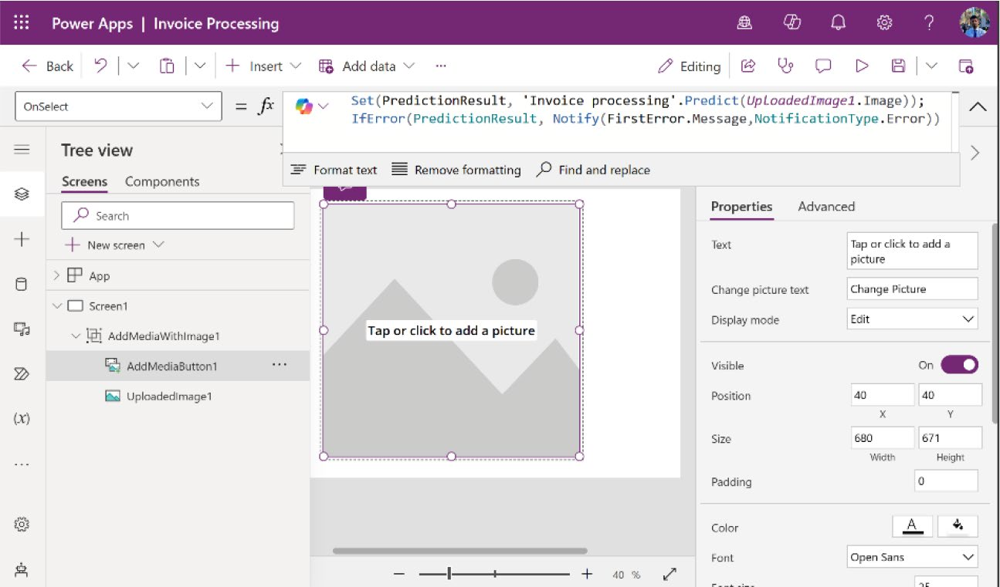 Power Apps | Invoice Processing
Back
Insert
Add data
...
Editing
OnSelect
= fx
Set(PredictionResult, 'Invoice processing'.Predict(UploadedImage1.Image));
IfError(PredictionResult, Notify(FirstError.Message,NotificationType.Error))
Format text
Remove formatting
Find and replace
Tree view
Screens
Components
Search
New screen
App
Screen1
AddMediaWithImage1
AddMediaButton1
...
UploadedImage1
(x)
...
Tap or click to add a picture
40 %
Properties
Advanced
Text
Tap or click to add a
picture
Change picture text
Change Picture
Display mode
Edit
Visible
On
Position
40
40
X
Y
Size
680
671
Width
Height
Padding
0
Color
A
Font
Open Sans